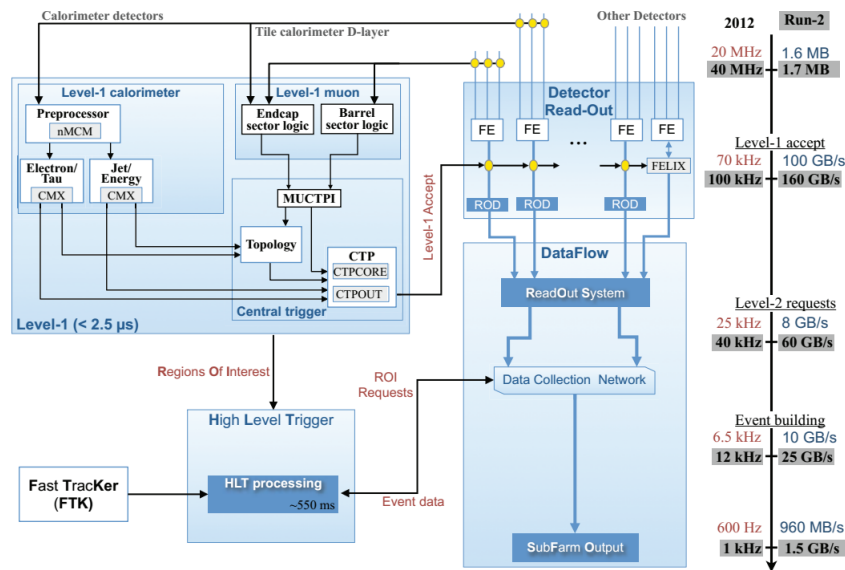 Calorimeter detectors
Tile calorimeter D-layer
Other Detectors
2012
Run-2
20 MHz
1.6 MB
40 MHz
1.7 MB
Level-1 calorimeter
Preprocessor
nMCM
Electron/
Tau
CMX
Jet/
Energy
CMX
Level-1 muon
Endcap
sector logic
Barrel
sector logic
MUCTPI
Topology
CTP
CTPCORE
CTPOUT
Central trigger
Level-1 (< 2.5 µs)
Level-1 Accept
Detector
Read-Out
FE
FE
FE
FE
...
FELIX
ROD
ROD
ROD
Level-1 accept
70 kHz
100 GB/s
100 kHz
160 GB/s
DataFlow
ReadOut System
Data Collection Network
SubFarm Output
Level-2 requests
25 kHz
8 GB/s
40 kHz
60 GB/s
Regions Of Interest
ROI
Requests
Event data
High Level Trigger
HLT processing
~550 ms
Fast TracKer
(FTK)
Event building
6.5 kHz
10 GB/s
12 kHz
25 GB/s
600 Hz
960 MB/s
1 kHz
1.5 GB/s